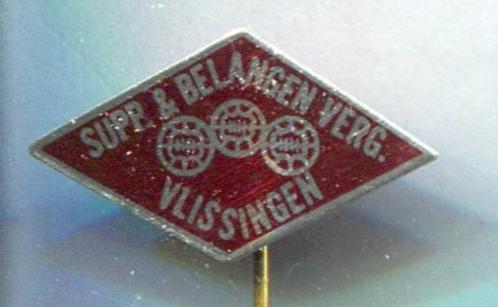 SUPP. & BELANGEN VERG.
VLISSINGEN